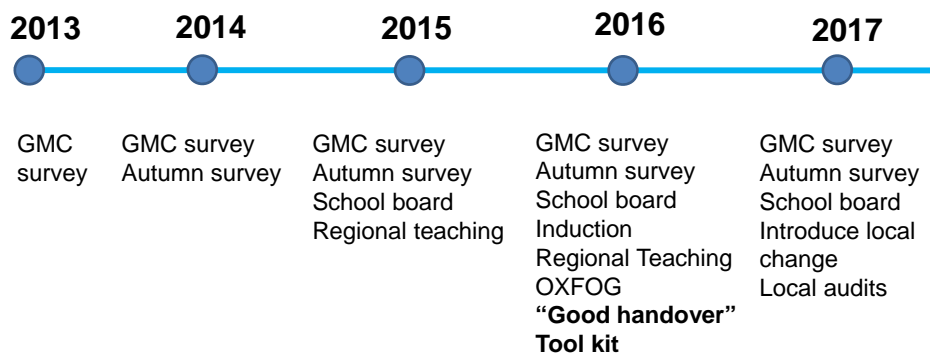 2013
2014
2015
2016
2017
GMC
survey
GMC survey
Autumn survey
GMC survey
Autumn survey
School board
Regional teaching
GMC survey
Autumn survey
School board
Induction
Regional Teaching
OXFOG
“Good handover”
Tool kit
GMC survey
Autumn survey
School board
Introduce local
change
Local audits